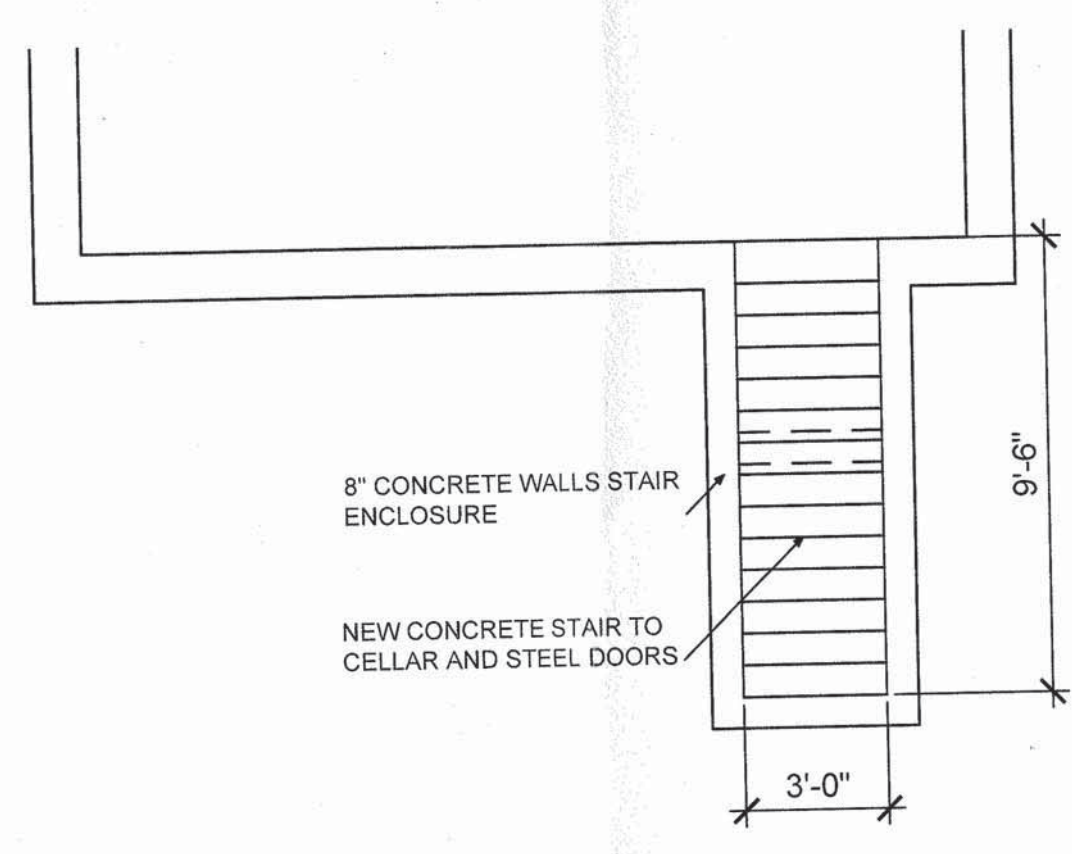 8" CONCRETE WALLS STAIR
ENCLOSURE
9'-6"
NEW CONCRETE STAIR TO
CELLAR AND STEEL DOORS
3'-0"